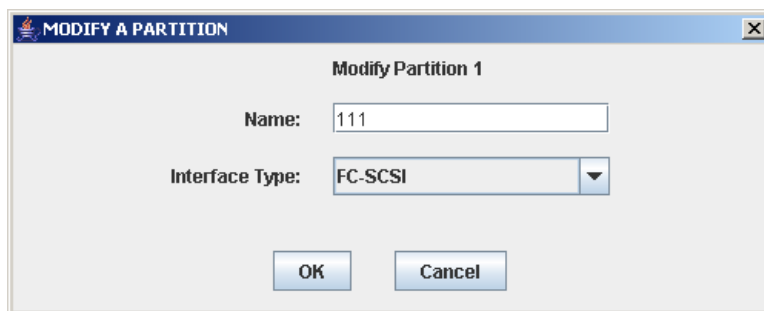 MODIFY A PARTITION
Modify Partition 1
Name: 111
Interface Type: FC-SCSI
OK Cancel